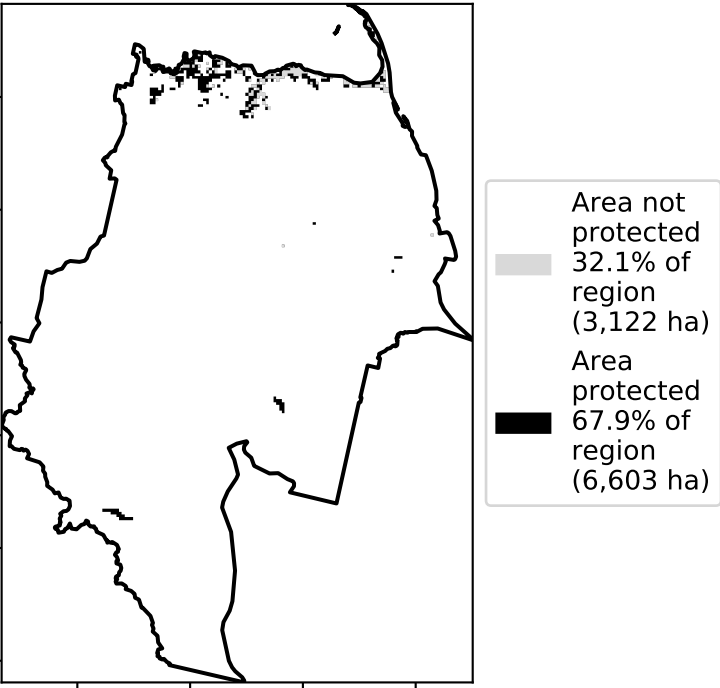 Area not
protected
32.1% of
region
(3,122 ha)
Area
protected
67.9% of
region
(6,603 ha)